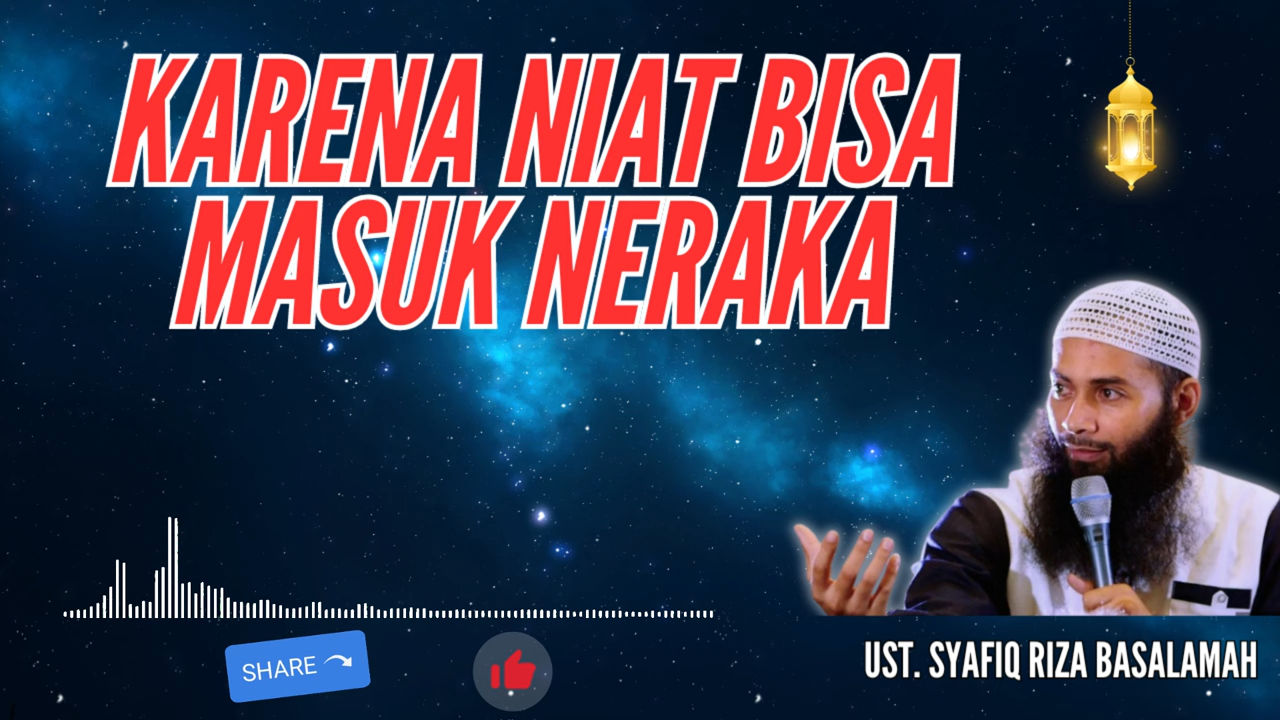 KARENA NIAT BISA
MASUK NERAKA
SHARE
UST. SYAFIQ RIZA BASALAMAH